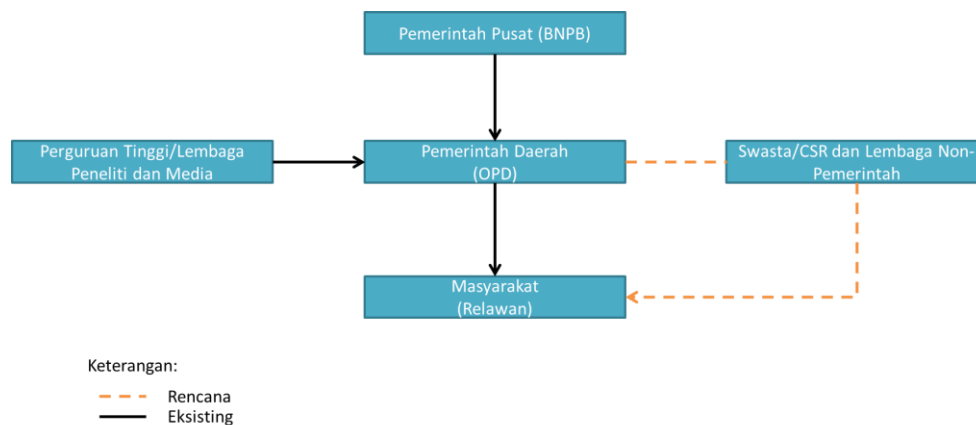 Pemerintah Pusat (BNPB)
Perguruan Tinggi/Lembaga
Peneliti dan Media
Pemerintah Daerah
(OPD)
Swasta/CSR dan Lembaga Non-
Pemerintah
Masyarakat
(Relawan)
Keterangan:
Rencana
Eksisting